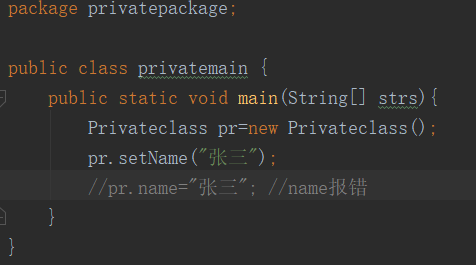 package privatepackage;
public class privatemain {
public static void main(String[] strs){
Privateclass pr=new Privateclass();
pr.setName("张三");
//pr.name="张三"; //name报错
}
}